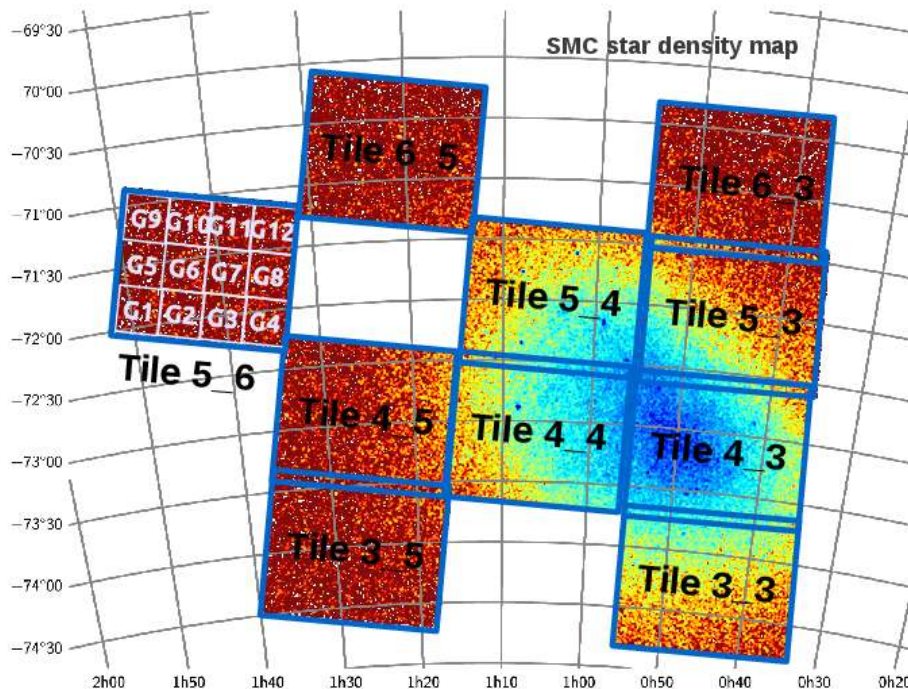 SMC star density map
−69°30
−70°00
−70°30
−71°00
−71°30
−72°00
−72°30
−73°00
−73°30
−74°00
−74°30
Tile 6_5
Tile 6_3
G9 G10 G11 G12
G5 G6 G7 G8
G1 G2 G3 G4
Tile 5_6
Tile 5_4
Tile 5_3
Tile 4_5
Tile 4_4
Tile 4_3
Tile 3_5
Tile 3_3
2h00 1h50 1h40 1h30 1h20 1h10 1h00 0h50 0h40 0h30 0h20